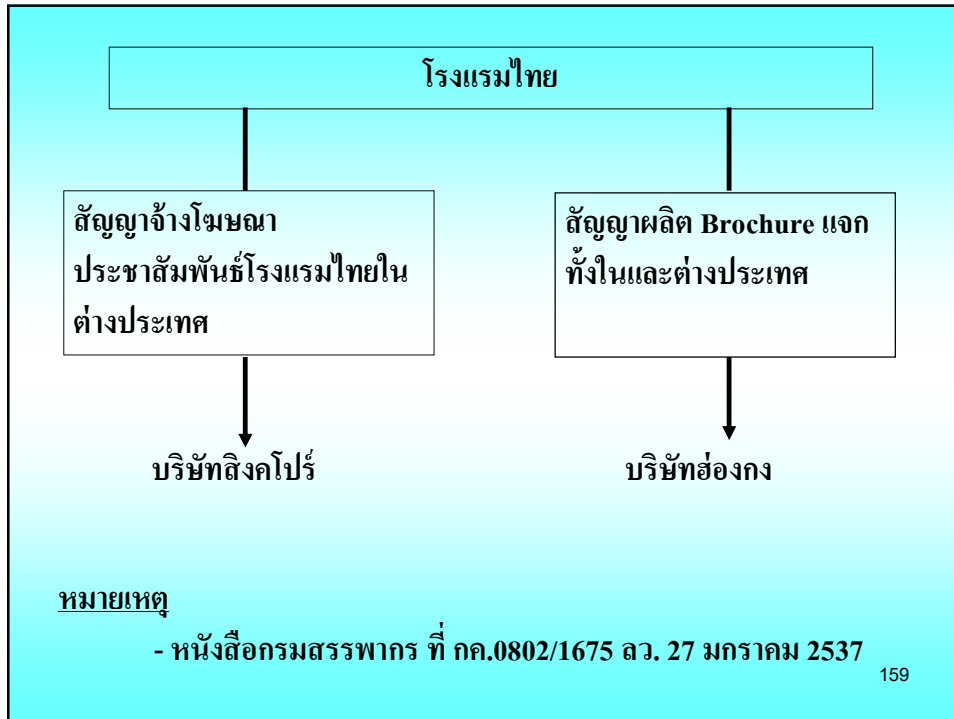 โรงแรมไทย
สัญญาจ้างโฆษณา
ประชาสัมพันธ์โรงแรมไทยใน
ต่างประเทศ
สัญญาผลิต Brochure แจก
ทั้งในและต่างประเทศ
บริษัทสิงคโปร์
บริษัทฮ่องกง
หมายเหตุ
- หนังสือกรมสรรพากร ที่ กค.0802/1675 ลว. 27 มกราคม 2537
159